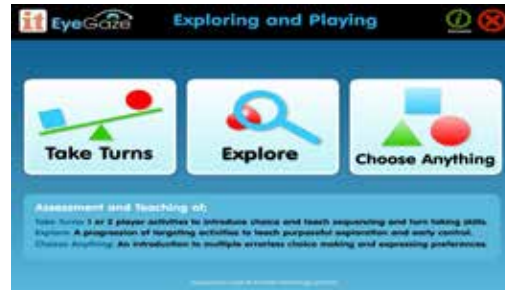 it EyeGaze Exploring and Playing
Take Turns Explore Choose Anything
Assessment and Teaching of;
Take Turns: 1 or 2 player activities to introduce choice and teach sequencing and turn taking skills.
Explore: A progression of targeting activities to teach purposeful exploration and early control.
Choose Anything: An introduction to multiple errorless choice making and expressing preferences